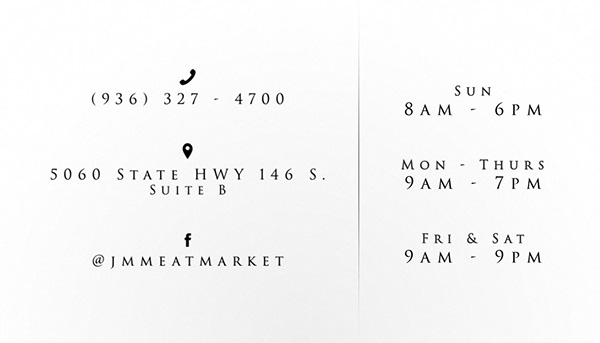 (936) 327 - 4700
5060 State HWY 146 S.
Suite B
@jmmeatmarket
Sun
8am - 6pm
Mon - Thurs
9am - 7pm
Fri & Sat
9am - 9pm